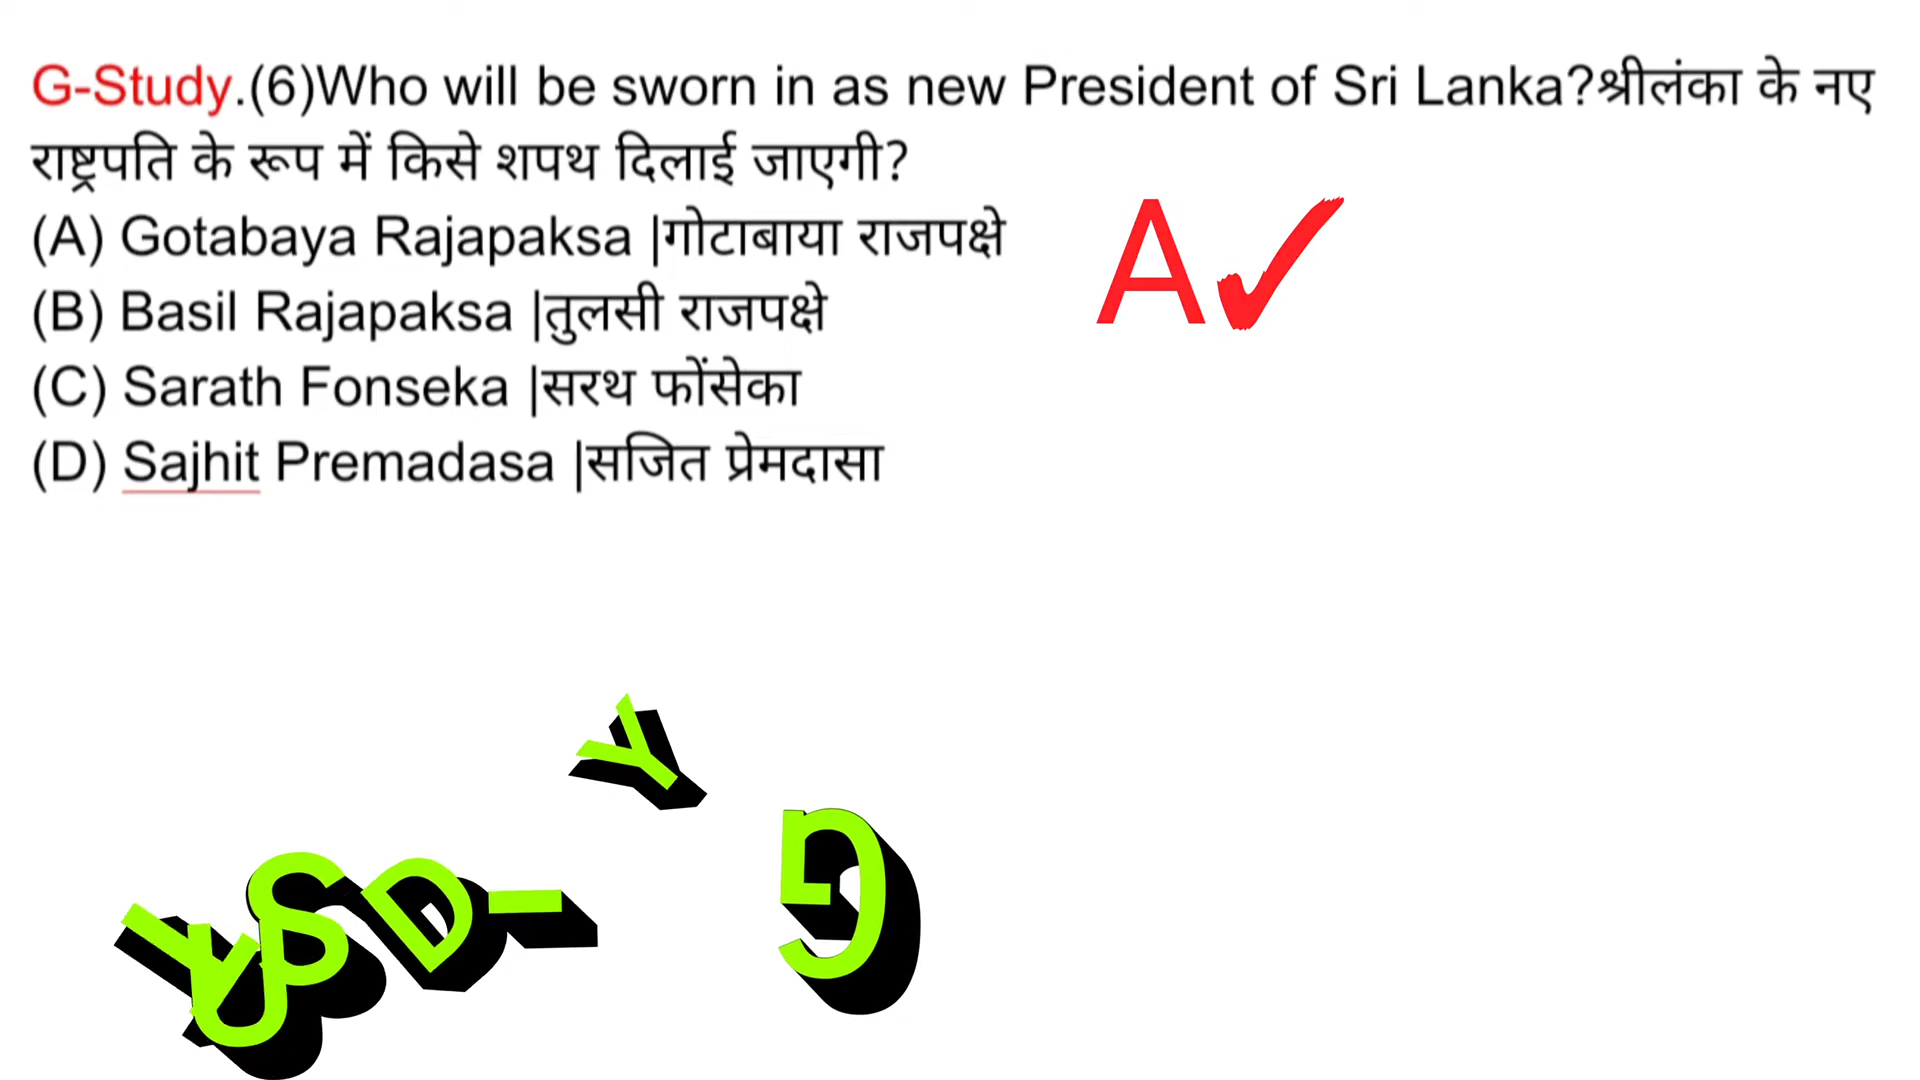 G-Study.(6)Who will be sworn in as new President of Sri Lanka?श्रीलंका के नए
राष्ट्रपति के रूप में किसे शपथ दिलाई जाएगी?
(A) Gotabaya Rajapaksa |गोटाबाया राजपक्षे
A✓
(B) Basil Rajapaksa |तुलसी राजपक्षे
(C) Sarath Fonseka |सरथ फोंसेका
(D) Sajhit Premadasa |सजित प्रेमदासा